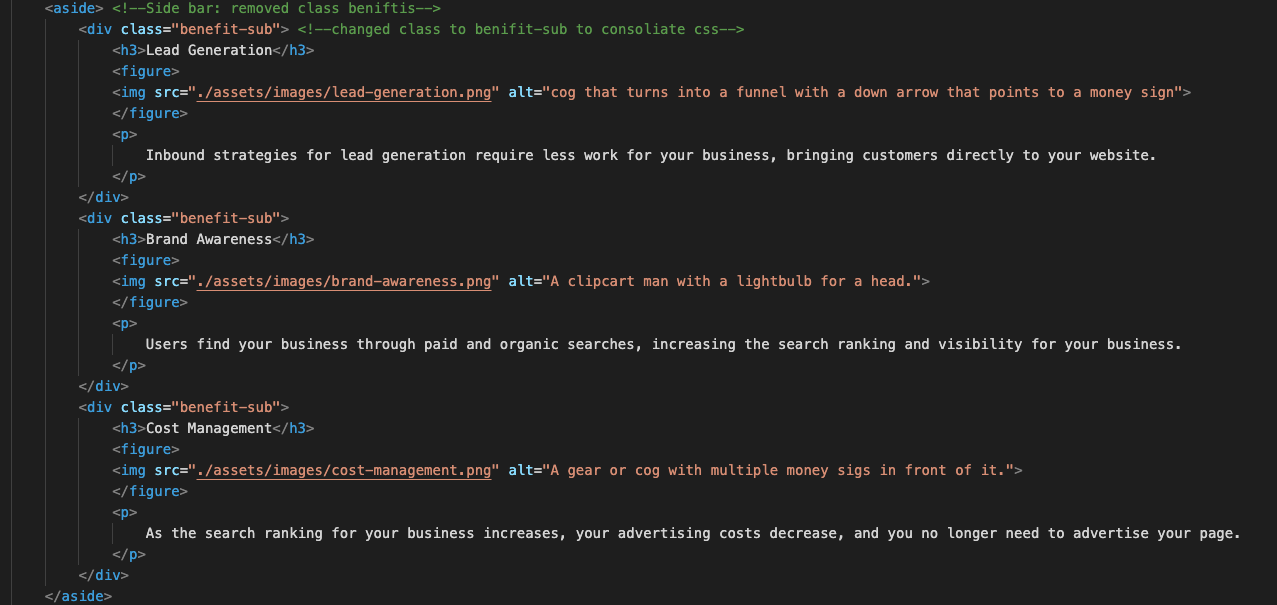 <aside> <!--Side bar: removed class beniftis-->
<div class="benefit-sub"> <!--changed class to benifit-sub to consoliate css-->
<h3>Lead Generation</h3>
<figure>
<img src="./assets/images/lead-generation.png" alt="cog that turns into a funnel with a down arrow that points to a money sign">
</figure>
<p>
Inbound strategies for lead generation require less work for your business, bringing customers directly to your website.
</p>
</div>
<div class="benefit-sub">
<h3>Brand Awareness</h3>
<figure>
<img src="./assets/images/brand-awareness.png" alt="A clipcart man with a lightbulb for a head.">
</figure>
<p>
Users find your business through paid and organic searches, increasing the search ranking and visibility for your business.
</p>
</div>
<div class="benefit-sub">
<h3>Cost Management</h3>
<figure>
<img src="./assets/images/cost-management.png" alt="A gear or cog with multiple money sigs in front of it.">
</figure>
<p>
As the search ranking for your business increases, your advertising costs decrease, and you no longer need to advertise your page.
</p>
</div>
</aside>